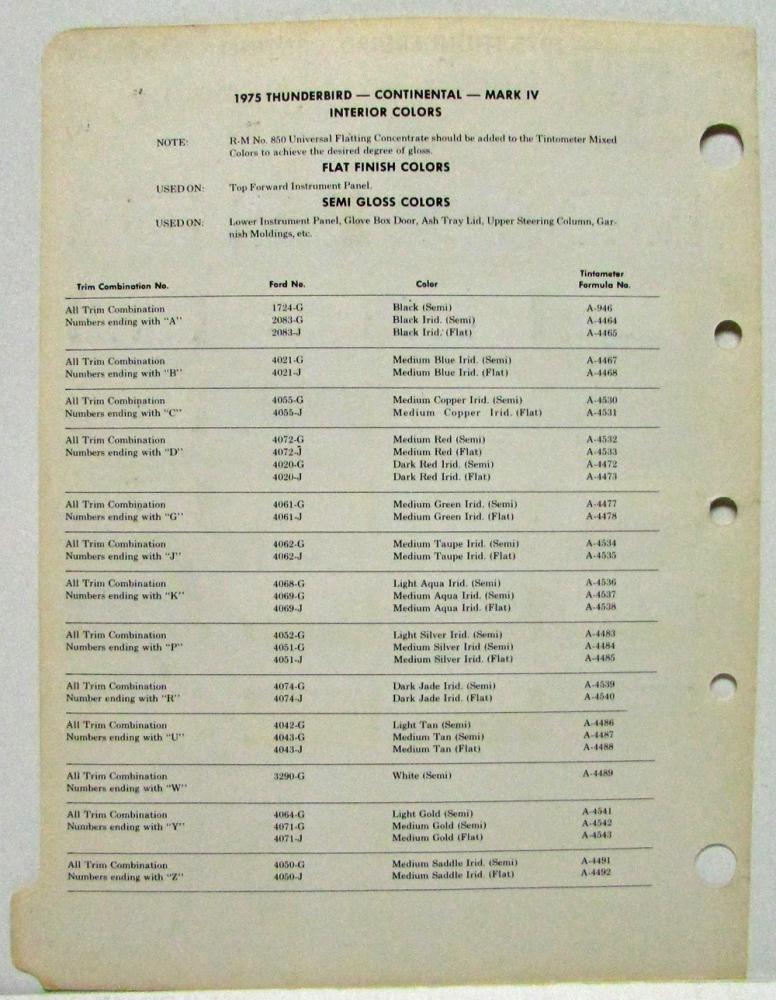 1975 THUNDERBIRD — CONTINENTAL — MARK IV
INTERIOR COLORS
NOTE: R-M No. 850 Universal Flatting Concentrate should be added to the Tintometer Mixed
Colors to achieve the desired degree of gloss.
FLAT FINISH COLORS
USED ON: Top Forward Instrument Panel.
SEMI GLOSS COLORS
USED ON: Lower Instrument Panel, Glove Box Door, Ash Tray Lid, Upper Steering Column, Gar-
nish Moldings, etc.
Tintometer
Trim Combination No. Ford No. Color Formula No.
All Trim Combination 1724-G Black (Semi) A-946
Numbers ending with "A" 2083-G Black Irid. (Semi) A-4464
2083-J Black Irid. (Flat) A-4465
All Trim Combination 4021-G Medium Blue Irid. (Semi) A-4467
Numbers ending with "B" 4021-J Medium Blue Irid. (Flat) A-4468
All Trim Combination 4055-G Medium Copper Irid. (Semi) A-4530
Numbers ending with "C" 4055-J Medium Copper Irid. (Flat) A-4531
All Trim Combination 4072-G Medium Red (Semi) A-4532
Numbers ending with "D" 4072-J Medium Red (Flat) A-4533
4020-G Dark Red Irid. (Semi) A-4472
4020-J Dark Red Irid. (Flat) A-4473
All Trim Combination 4061-G Medium Green Irid. (Semi) A-4477
Numbers ending with "G" 4061-J Medium Green Irid. (Flat) A-4478
All Trim Combination 4062-G Medium Taupe Irid. (Semi) A-4534
Numbers ending with "J" 4062-J Medium Taupe Irid. (Flat) A-4535
All Trim Combination 4068-G Light Aqua Irid. (Semi) A-4536
Numbers ending with "K" 4069-G Medium Aqua Irid. (Semi) A-4537
4069-J Medium Aqua Irid. (Flat) A-4538
All Trim Combination 4052-G Light Silver Irid. (Semi) A-4483
Numbers ending with "P" 4051-G Medium Silver Irid (Semi) A-4484
4051-J Medium Silver Irid. (Flat) A-4485
All Trim Combination 4074-G Dark Jade Irid. (Semi) A-4539
Number ending with "R" 4074-J Dark Jade Irid. (Flat) A-4540
All Trim Combination 4042-G Light Tan (Semi) A-4486
Numbers ending with "U" 4043-G Medium Tan (Semi) A-4487
4043-J Medium Tan (Flat) A-4488
All Trim Combination 3290-G White (Semi) A-4489
Numbers ending with "W"
All Trim Combination 4064-G Light Gold (Semi) A-4541
Numbers ending with "Y" 4071-G Medium Gold (Semi) A-4542
4071-J Medium Gold (Flat) A-4543
All Trim Combination 4050-G Medium Saddle Irid. (Semi) A-4491
Numbers ending with "Z" 4050-J Medium Saddle Irid. (Flat) A-4492